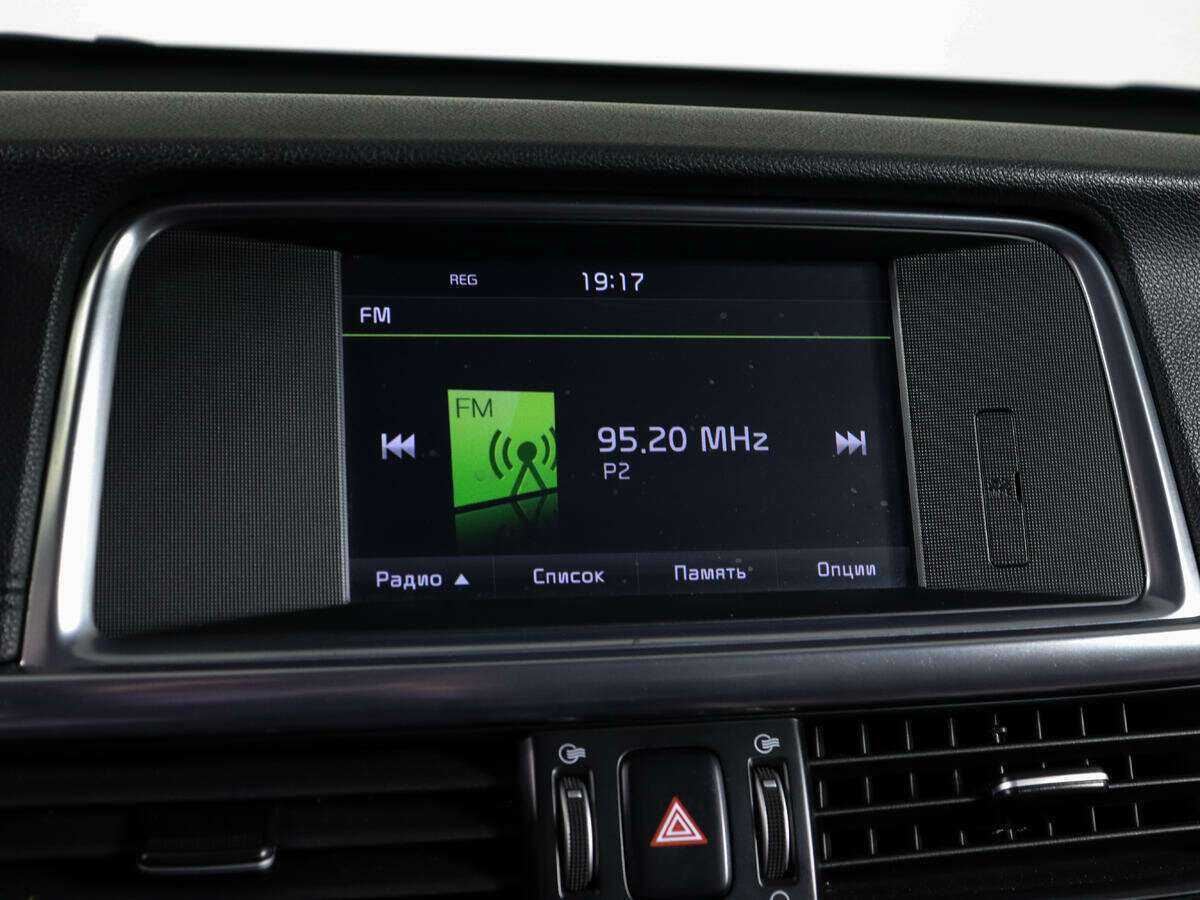 REG 19:17
FM
FM
95.20 MHz
P2
Радио ▲ Список Память Опции